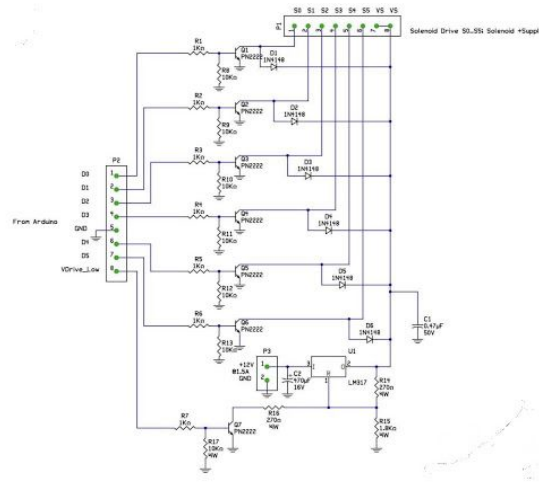 S0 S1 S2 S3 S4 S5 VS VS
P1
1 2 3 4 5 6 7 8
Solenoid Drive S0..S5; Solenoid +Suppl
R1
1Ko
Q1
PN2222
D1
1N4148
R8
10Ko
R2
1Ko
Q2
PN2222
D2
1N4148
R9
10Ko
P2
R3
1Ko
Q3
PN2222
D3
1N4148
R10
10Ko
D0 1
D1 2
D2 3
D3 4
GND 5
D4 6
D5 7
VDrive_Low 8
From Arduino
R4
1Ko
Q4
PN2222
D4
1N4148
R11
10Ko
R5
1Ko
Q5
PN2222
D5
1N4148
R12
10Ko
R6
1Ko
Q6
PN2222
D6
1N4148
R13
10Ko
C1
0.47µF
50V
P3
+12V 1
@1.5A
GND 2
C2
470µF
16V
U1
LM317
R14
270o
R16
270o
R15
1.8Ko
R7
1Ko
Q7
PN2222
R17
10Ko